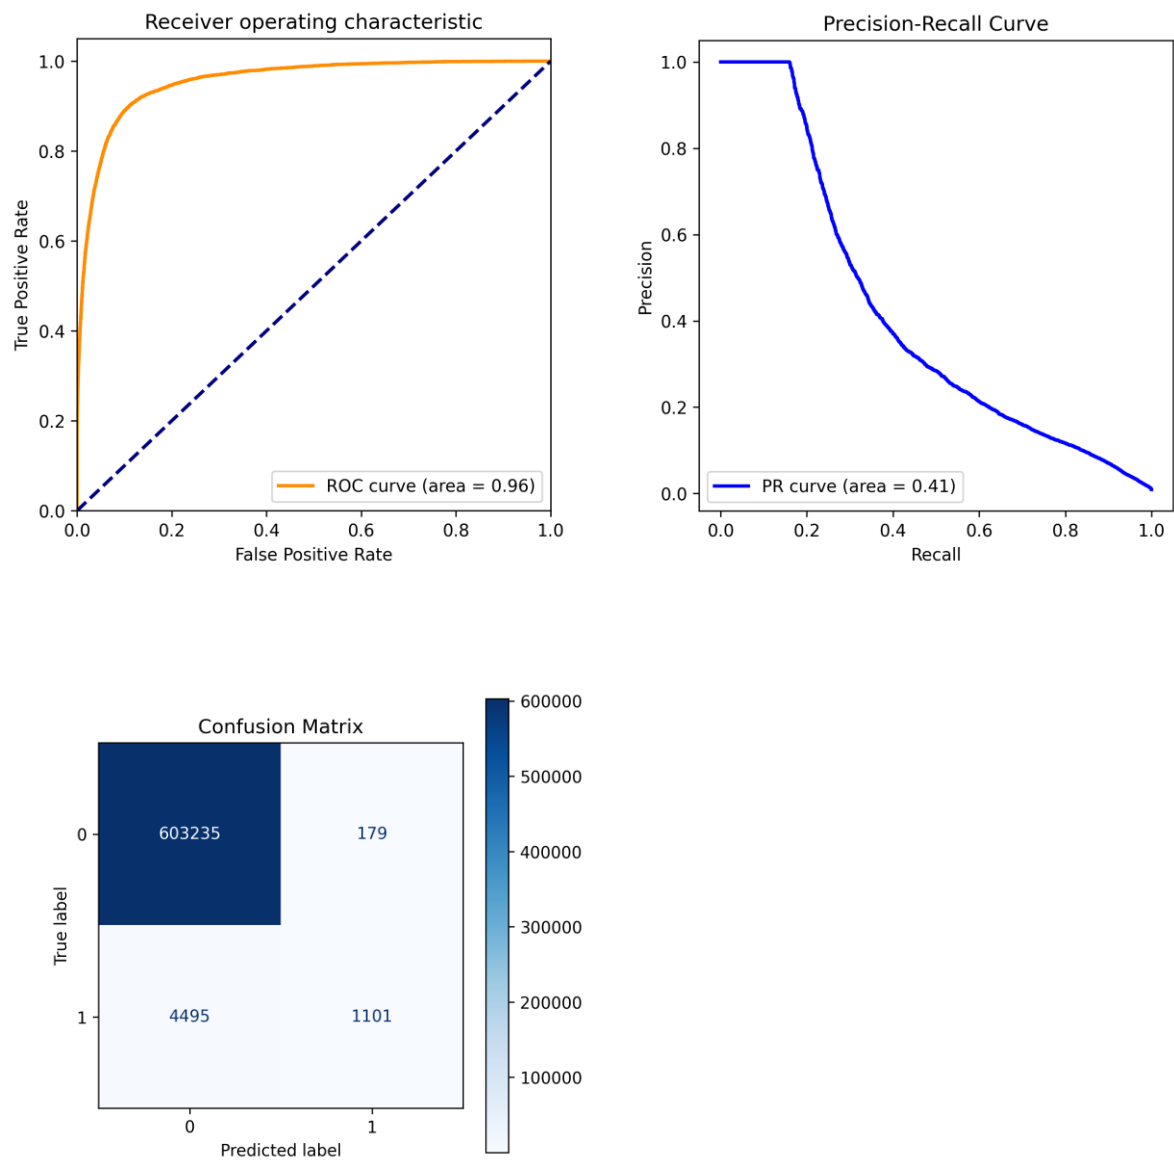 Receiver operating characteristic
1.0
0.8
0.6
0.4
0.2
0.0
True Positive Rate
0.0 0.2 0.4 0.6 0.8 1.0
False Positive Rate
ROC curve (area = 0.96)
Precision-Recall Curve
1.0
0.8
0.6
0.4
0.2
0.0
Precision
0.0 0.2 0.4 0.6 0.8 1.0
Recall
PR curve (area = 0.41)
Confusion Matrix
0
1
True label
603235 179
4495 1101
0 1
Predicted label
600000
500000
400000
300000
200000
100000